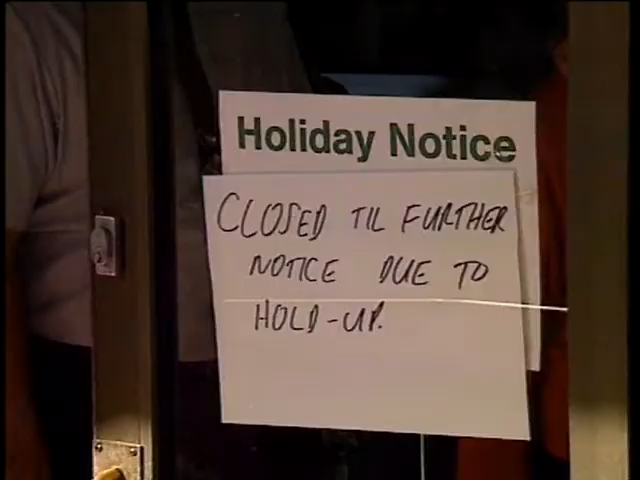 Holiday Notice
CLOSED TIL FURTHER
NOTICE DUE TO
HOLD-UP.